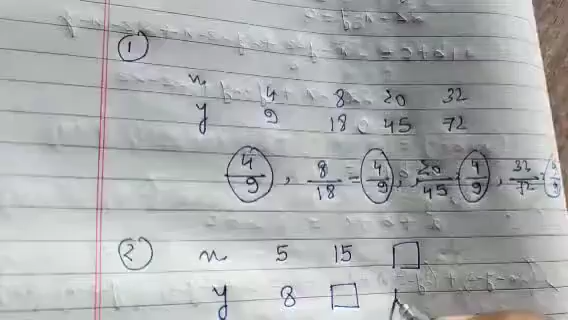 1
x 4 8 20 32
y 9 18 45 72
4/9, 8/18 = 4/9, 20/45 = 4/9, 32/72 =
2 x 5 15 □
y 8 □